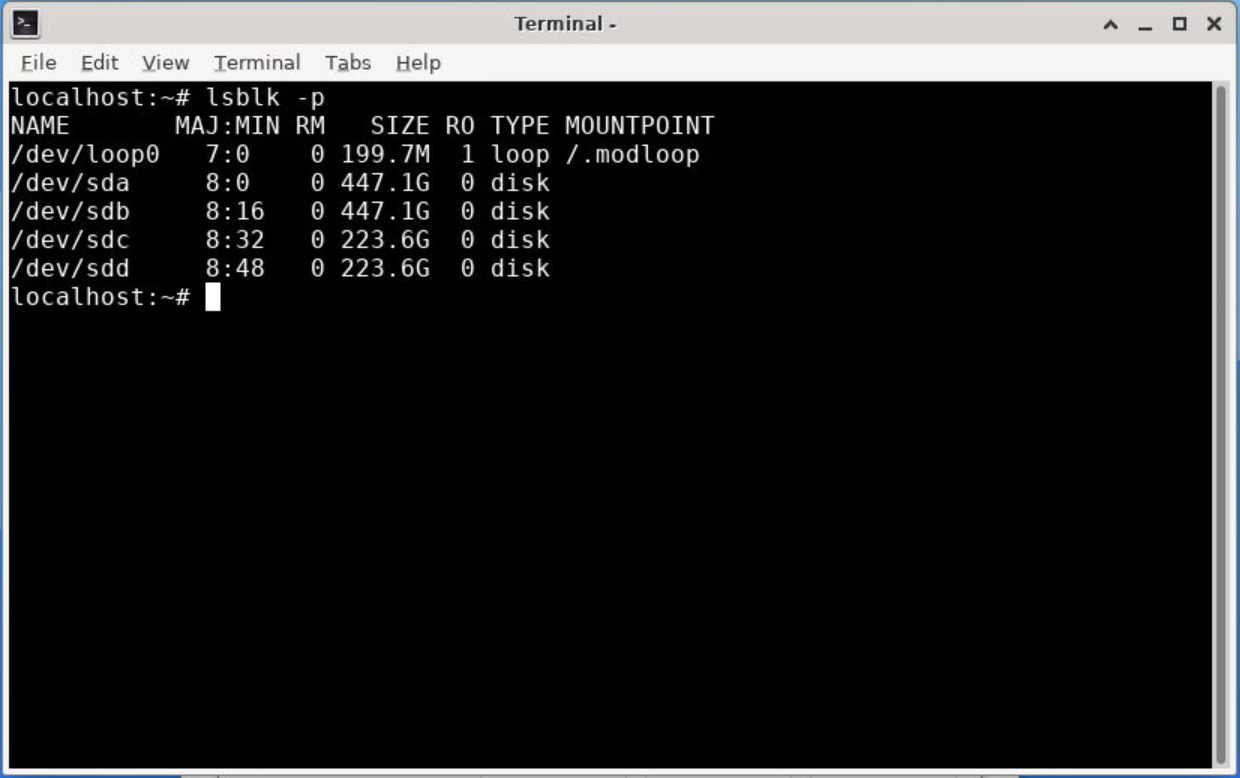 Terminal -
File Edit View Terminal Tabs Help
localhost:~# lsblk -p
NAME       MAJ:MIN RM   SIZE RO TYPE MOUNTPOINT
/dev/loop0   7:0    0 199.7M  1 loop /.modloop
/dev/sda     8:0    0 447.1G  0 disk
/dev/sdb     8:16   0 447.1G  0 disk
/dev/sdc     8:32   0 223.6G  0 disk
/dev/sdd     8:48   0 223.6G  0 disk
localhost:~#